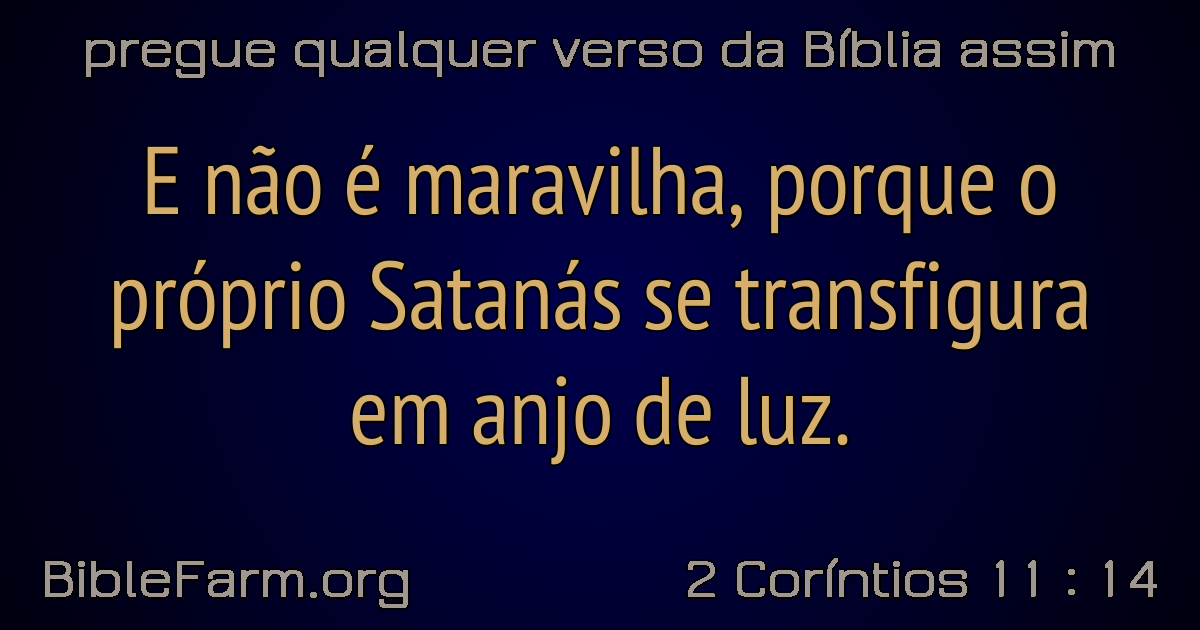 pregue qualquer verso da Bíblia assim
E não é maravilha, porque o
próprio Satanás se transfigura
em anjo de luz.
BibleFarm.org
2 Coríntios 11 : 14